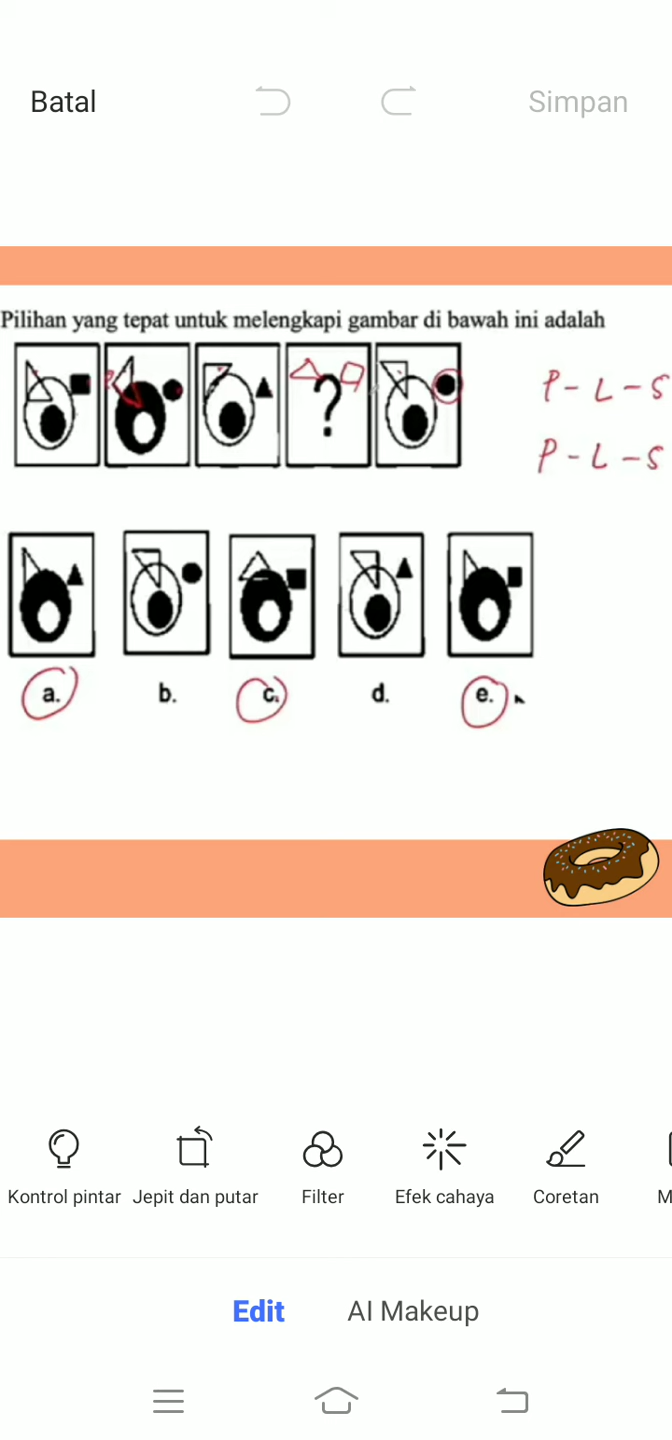 Batal
Simpan
Pilihan yang tepat untuk melengkapi gambar di bawah ini adalah
?
P-L-S
P-L-S
a. b. c. d. e.
Kontrol pintar Jepit dan putar Filter Efek cahaya Coretan M
Edit AI Makeup